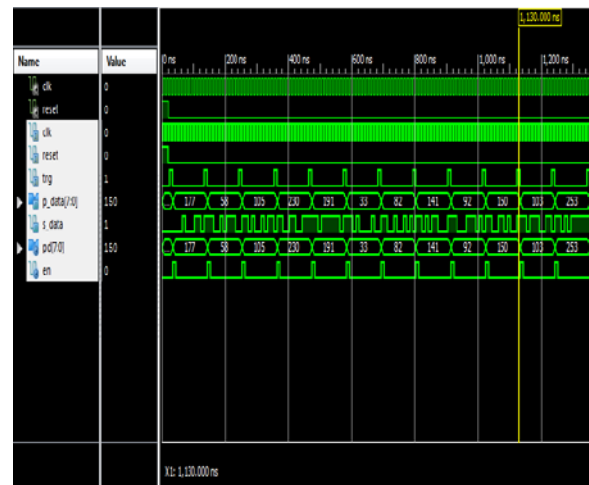 1,130.000 ns
Name Value 0 ns 200 ns 400 ns 600 ns 800 ns 1,000 ns 1,200 ns
clk 0
reset 0
clk 0
reset 0
trg 1
p_data[7:0] 150 177 58 105 230 191 33 82 141 92 150 103 253
s_data 1
pd[7:0] 150 177 58 105 230 191 33 82 141 92 150 103 253
en 0
X1: 1,130.000 ns